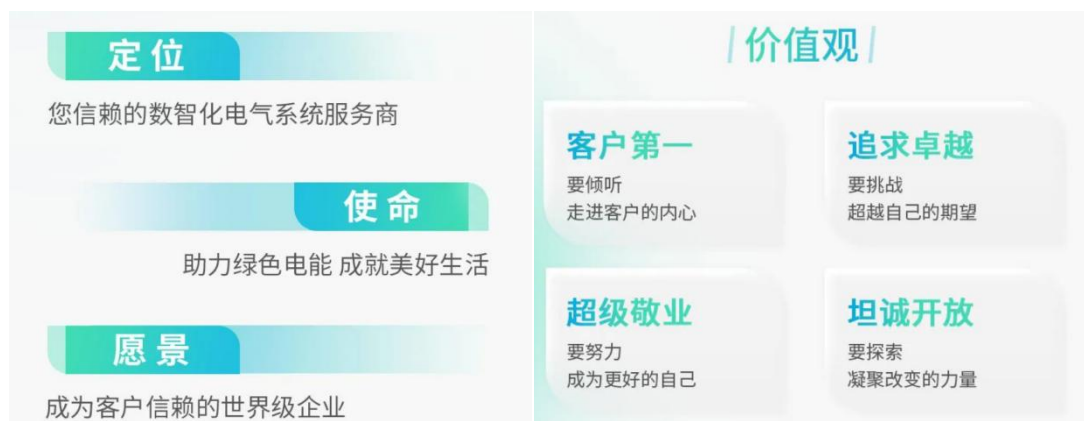 定位
您信赖的数智化电气系统服务商
使命
助力绿色电能 成就美好生活
愿景
成为客户信赖的世界级企业
价值观
客户第一
要倾听
走进客户的内心
追求卓越
要挑战
超越自己的期望
超级敬业
要努力
成为更好的自己
坦诚开放
要探索
凝聚改变的力量